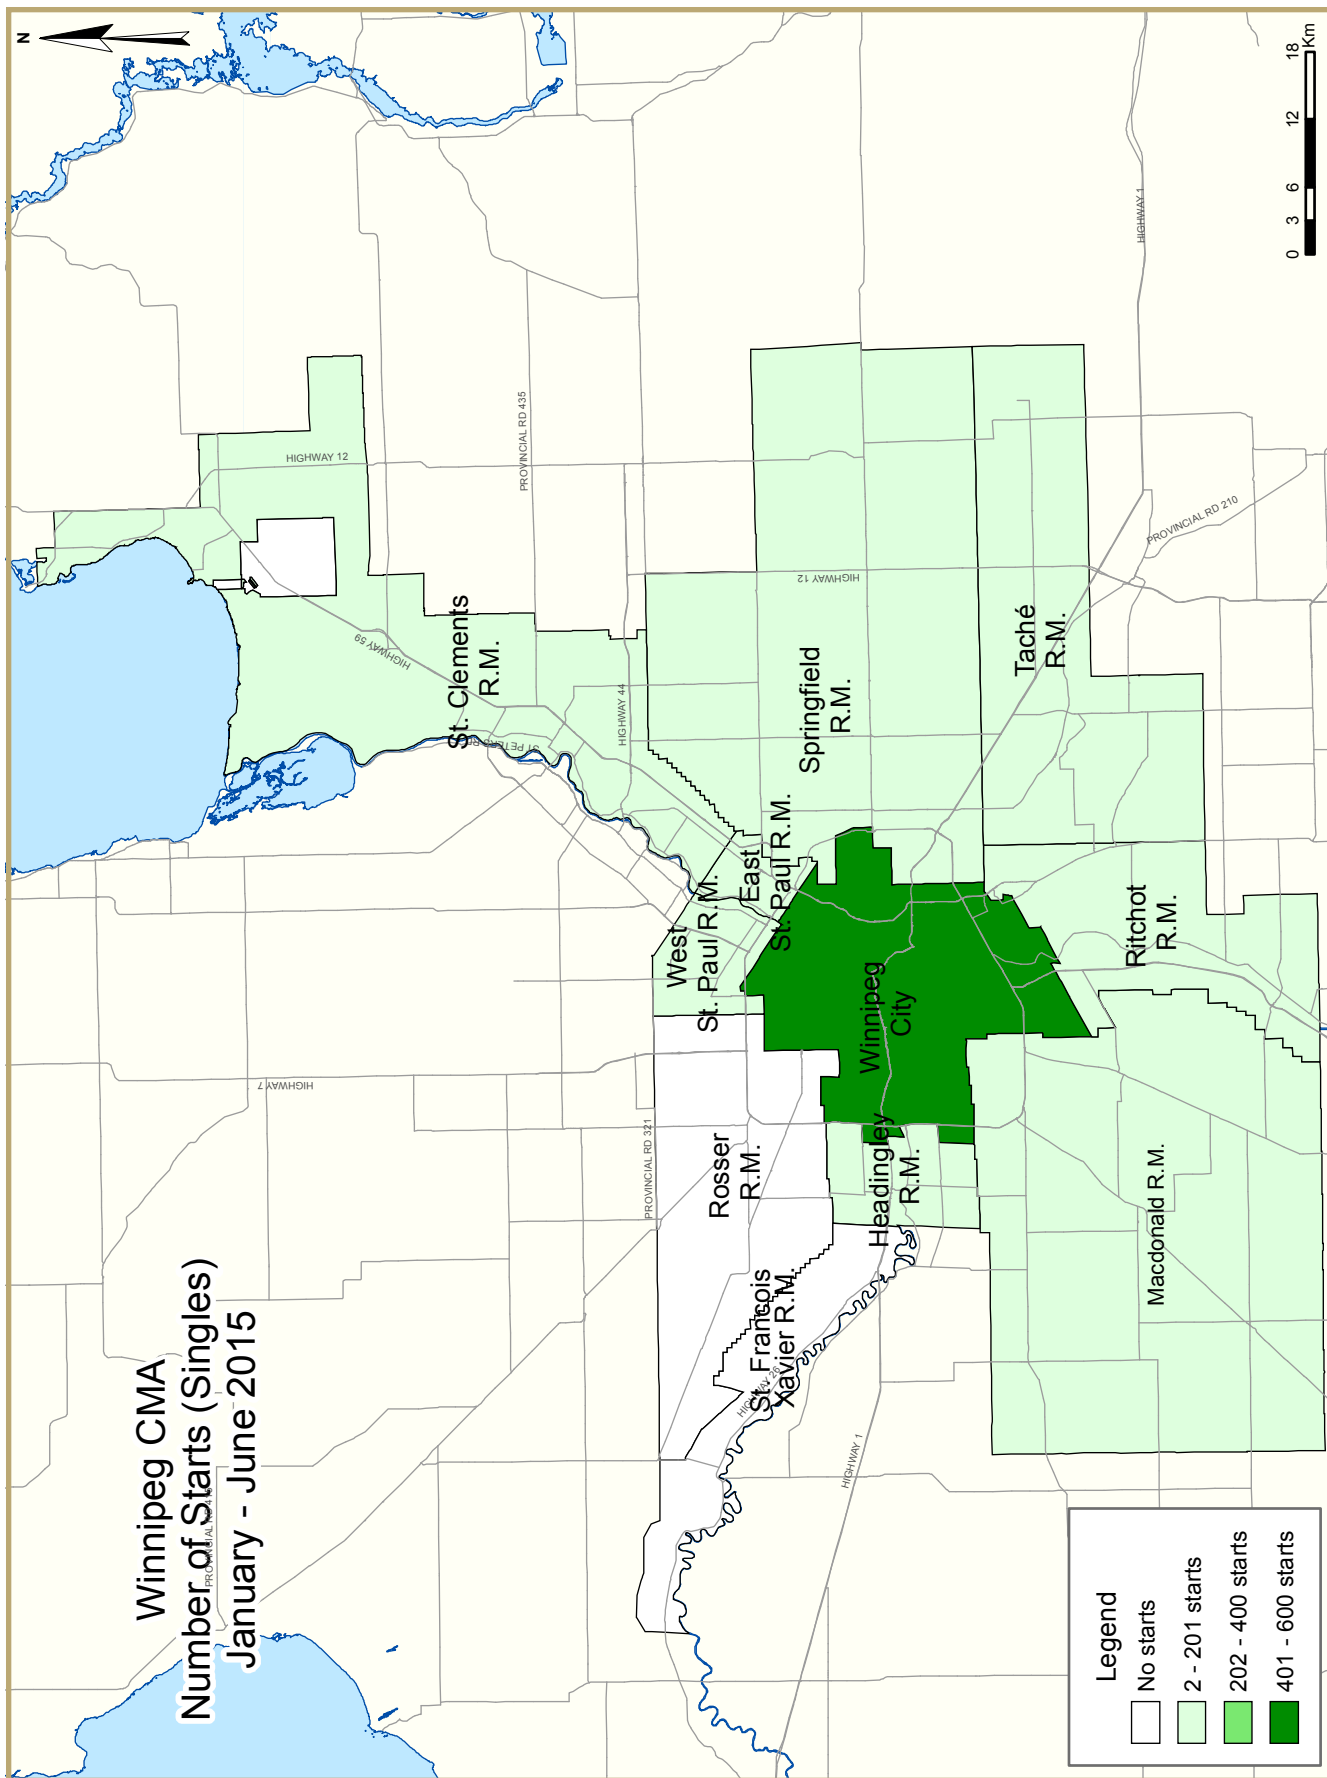 Winnipeg CMA
Number of Starts (Singles)
January - June 2015
N
HIGHWAY 12
PROVINCIAL RD 435
HIGHWAY 59
St. Clements
R.M.
HIGHWAY 44
HIGHWAY 7
PROVINCIAL RD 321
West
St. Paul R.M.
East
St. Paul R.M.
Springfield
R.M.
HIGHWAY 12
HIGHWAY 1
Taché
R.M.
PROVINCIAL RD 210
Rosser
R.M.
St. Francois
Xavier R.M.
HIGHWAY 26
HIGHWAY 1
Headingley
R.M.
Winnipeg
City
Ritchot
R.M.
Macdonald R.M.
Legend
No starts
2 - 201 starts
202 - 400 starts
401 - 600 starts
0 3 6 12 18
Km